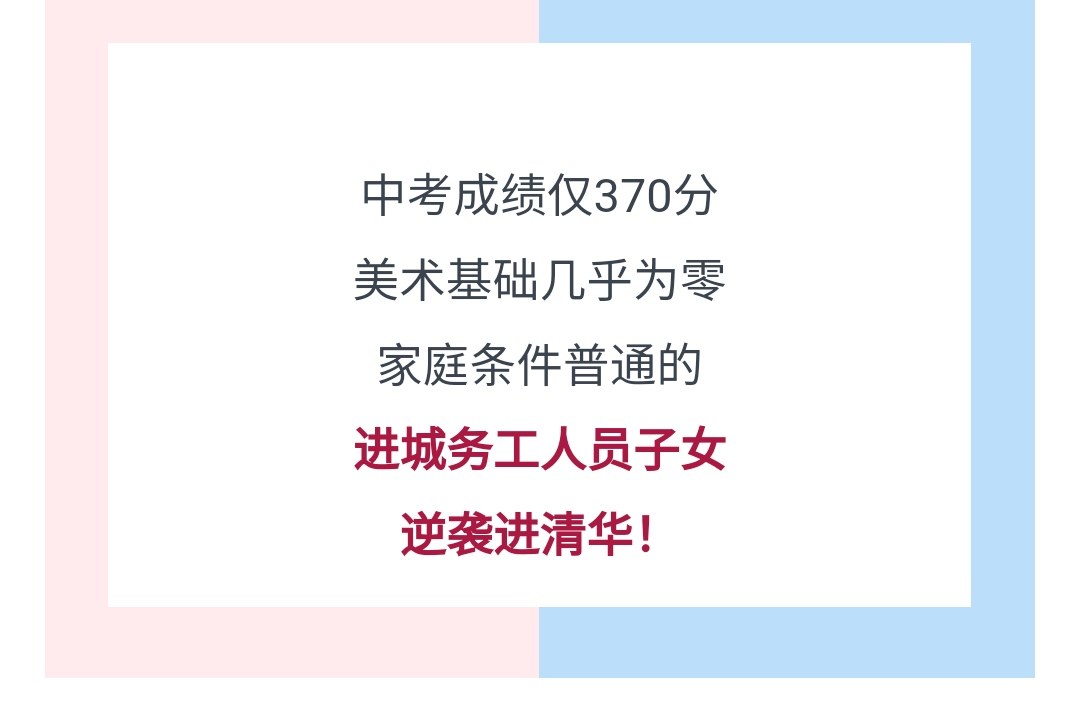 中考成绩仅370分
美术基础几乎为零
家庭条件普通的
进城务工人员子女
逆袭进清华！